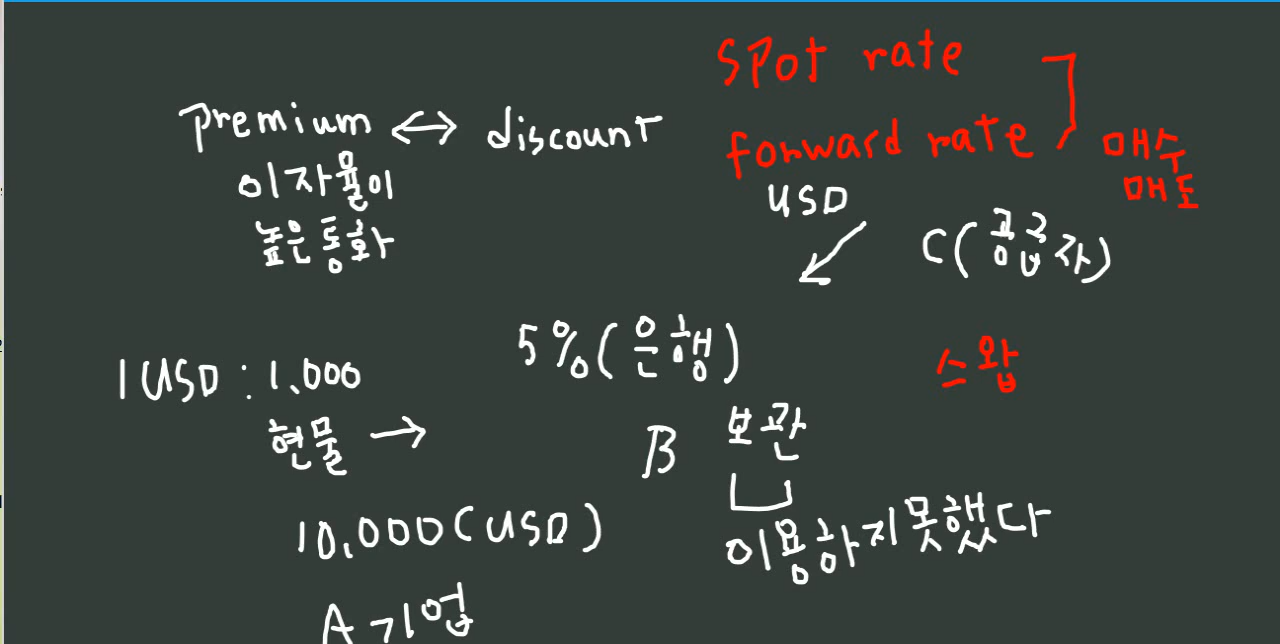 spot rate
forward rate
매수
매도
premium ↔ discount
이자율이
높은 통화
USD
C(공급자)
5%(은행)
스왑
1USD : 1,000
현물 →
B 보관
이용하지 못했다
10,000(USD)
A기업